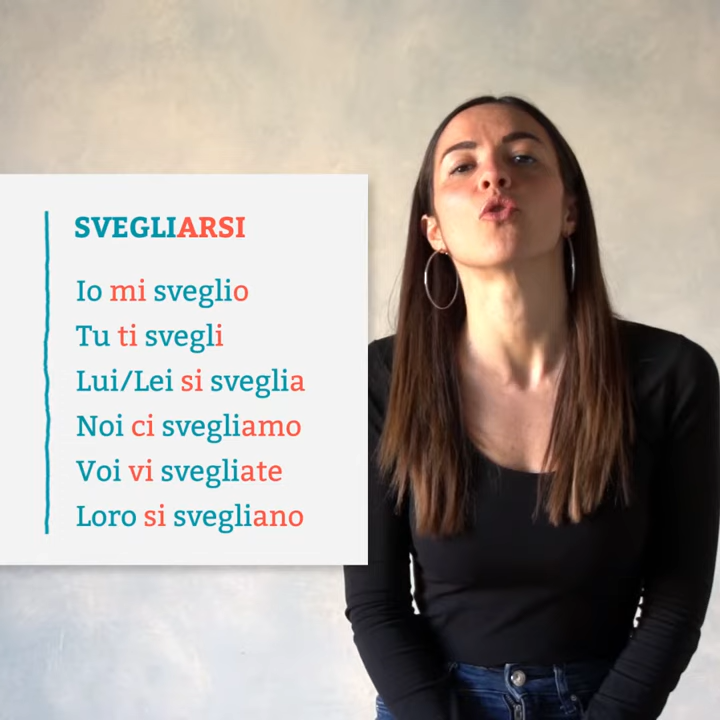 SVEGLIARSI
Io mi sveglio
Tu ti svegli
Lui/Lei si sveglia
Noi ci svegliamo
Voi vi svegliate
Loro si svegliano